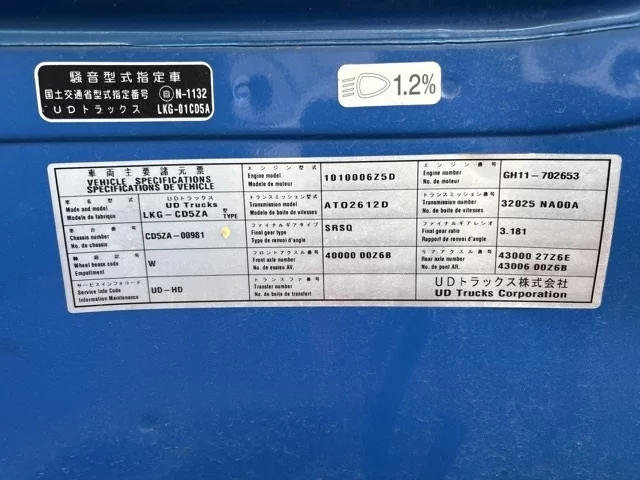 騒音型式指定車
国土交通省型式指定番号 自 N-1132
UDトラックス LKG-01CD5A
1.2%
車両主要諸元票
VEHICLE SPECIFICATIONS
SPECIFICATIONS DE VEHICLE
エンジン型式
Engine model
Modele de moteur
1010006Z5D
エンジン番号
Engine number
No. de moteur
GH11-702653
Made and model
Modele de fabrique
UDトラックス
UD Trucks
LKG-CD5ZA 型 TYPE
トランスミッション型式
Transmission model
Modele de boite de vitesses
ATO2612D
トランスミッション番号
Transmission number
No. de boite de vitesses
32025 NA00A
車台番号
Chassis number
No. de chassis
CD5ZA-00981
ファイナルギアタイプ
Final gear type
Type de renvoi d'angle
SRSQ
ファイナルギアレシオ
Final gear ratio
Rapport de renvoi d'angle
3.181
軸距記号
Wheel base code
Empattement
W
フロントアクスル番号
Front axle number
No. de essieu AV.
40000 00Z6B
リアアクスル番号
Rear axle number
No. de pont AR.
43000 27Z6E
43006 00Z6B
サービスインフォコード
Service Info Code
Information Maintenance
UD-HD
トランスファ番号
Transfer number
No. de boite de transfert
UDトラックス株式会社
UD Trucks Corporation